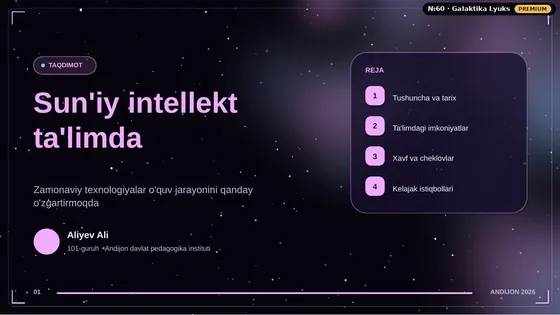 №60 · Galaktika Lyuks PREMIUM
TAQDIMOT
Sun'iy intellekt
ta'limda
Zamonaviy texnologiyalar o'quv jarayonini qanday
o'zgartirmoqda
Aliyev Ali
101-guruh •Andijon davlat pedagogika instituti
REJA
1 Tushuncha va tarix
2 Ta'limdagi imkoniyatlar
3 Xavf va cheklovlar
4 Kelajak istiqbollari
01
ANDIJON 2026